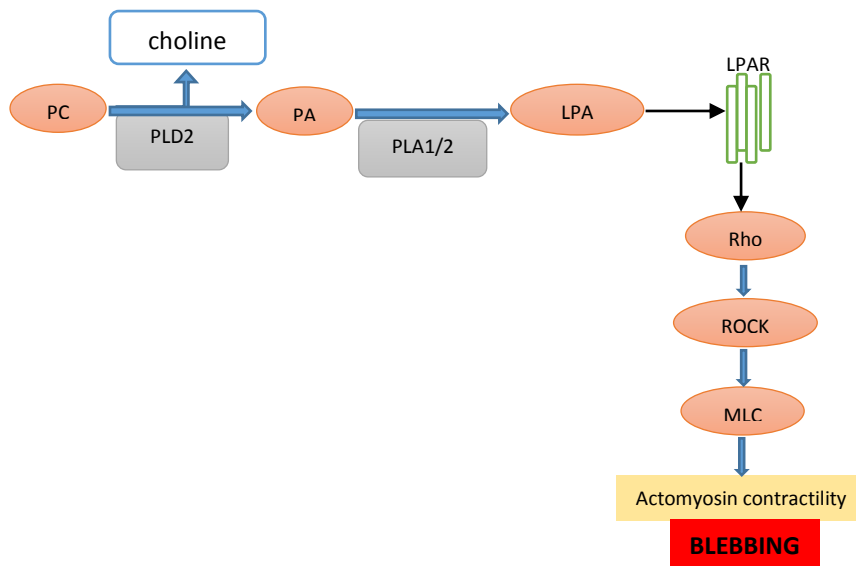 choline
PC
PLD2
PA
PLA1/2
LPA
LPAR
Rho
ROCK
MLC
Actomyosin contractility
BLEBBING